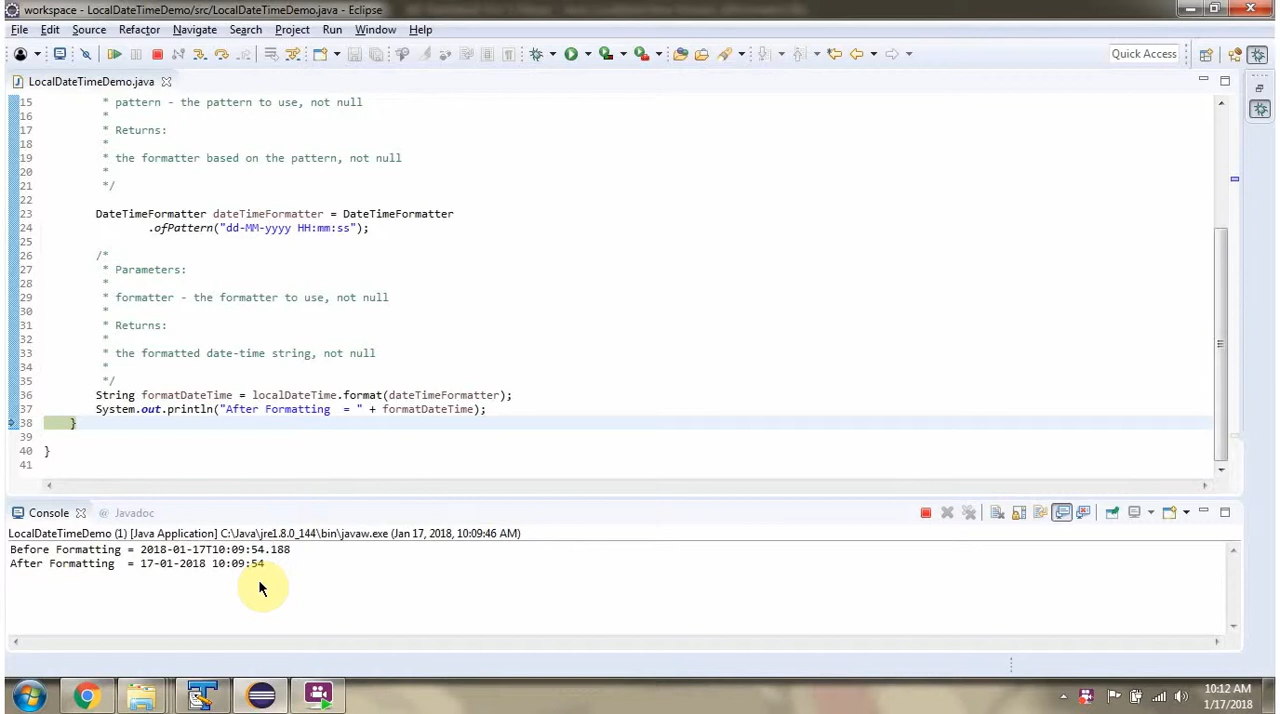 workspace - LocalDateTimeDemo/src/LocalDateTimeDemo.java - Eclipse
File Edit Source Refactor Navigate Search Project Run Window Help
Quick Access
LocalDateTimeDemo.java
15 * pattern - the pattern to use, not null
16 *
17 * Returns:
18 *
19 * the formatter based on the pattern, not null
20 *
21 */
22
23 DateTimeFormatter dateTimeFormatter = DateTimeFormatter
24 .ofPattern("dd-MM-yyyy HH:mm:ss");
25
26 /*
27 * Parameters:
28 *
29 * formatter - the formatter to use, not null
30 *
31 * Returns:
32 *
33 * the formatted date-time string, not null
34 *
35 */
36 String formatDateTime = localDateTime.format(dateTimeFormatter);
37 System.out.println("After Formatting  = " + formatDateTime);
38 }
39
40 }
41
Console @ Javadoc
LocalDateTimeDemo (1) [Java Application] C:\Java\jre1.8.0_144\bin\javaw.exe (Jan 17, 2018, 10:09:46 AM)
Before Formatting = 2018-01-17T10:09:54.188
After Formatting  = 17-01-2018 10:09:54
10:12 AM
1/17/2018